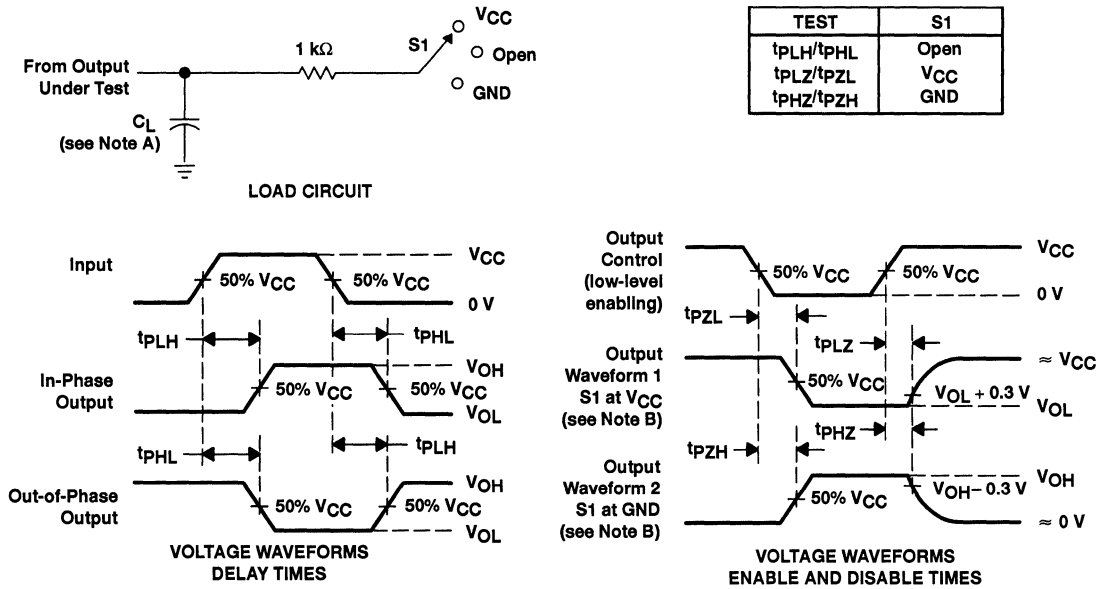 VCC
S1
1 kΩ
Open
From Output
Under Test
GND
CL
(see Note A)
LOAD CIRCUIT
TEST S1
tPLH/tPHL Open
tPLZ/tPZL VCC
tPHZ/tPZH GND
Input
VCC
50% VCC
50% VCC
0 V
tPLH
tPHL
In-Phase
Output
VOH
50% VCC
50% VCC
VOL
tPHL
tPLH
Out-of-Phase
Output
VOH
50% VCC
50% VCC
VOL
VOLTAGE WAVEFORMS
DELAY TIMES
Output
Control
(low-level
enabling)
VCC
50% VCC
50% VCC
0 V
tPZL
tPLZ
Output
Waveform 1
S1 at VCC
(see Note B)
≈ VCC
50% VCC
VOL + 0.3 V
VOL
tPHZ
tPZH
Output
Waveform 2
S1 at GND
(see Note B)
VOH
50% VCC
VOH − 0.3 V
≈ 0 V
VOLTAGE WAVEFORMS
ENABLE AND DISABLE TIMES